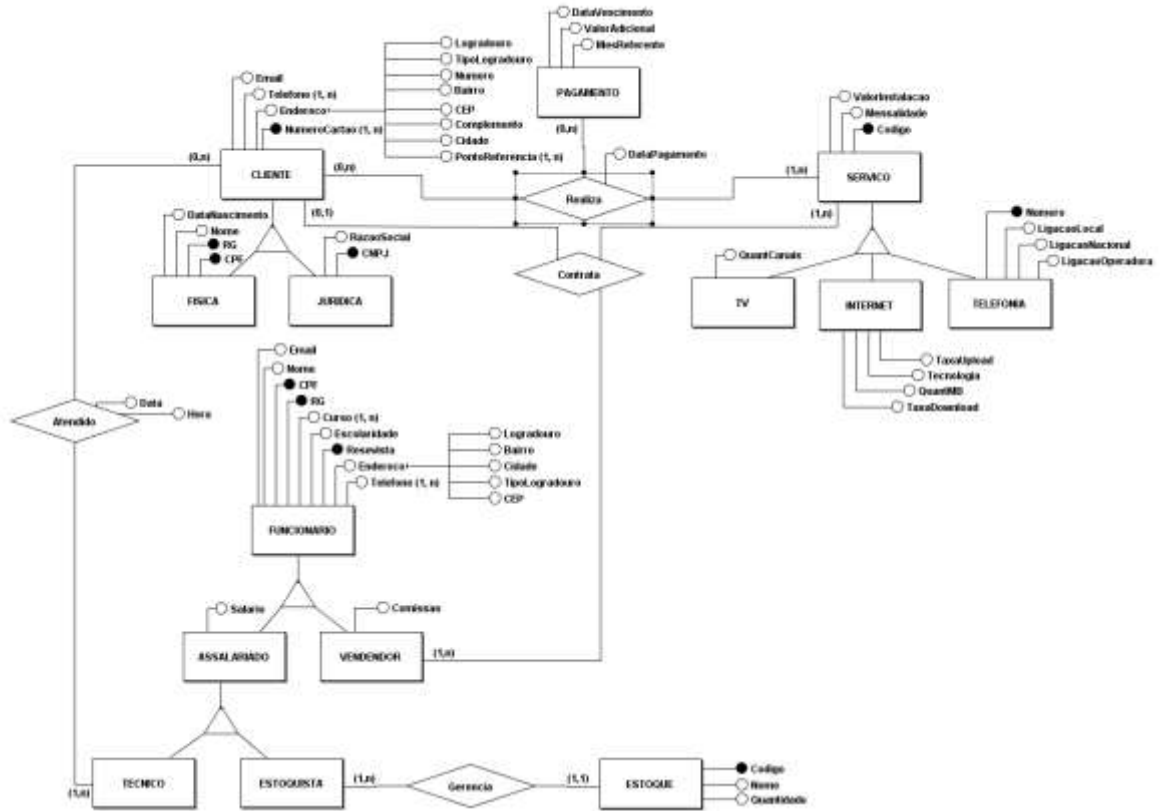 DataVencimento
ValorAdicional
MesReferente
PAGAMENTO
(0,n)
Logradouro
TipoLogradouro
Numero
Bairro
CEP
Complemento
Cidade
PontoReferencia (1, n)
Email
Telefone (1, n)
Endereco
NumeroCartao (1, n)
(0,n)
CLIENTE
(0,n)
(0,1)
DataPagamento
Realiza
ValorInstalacao
Mensalidade
Codigo
(1,n)
SERVICO
(1,n)
DataNascimento
Nome
RG
CPF
FISICA
RazaoSocial
CNPJ
JURIDICA
Contrata
QuantCanais
TV
INTERNET
Numero
LigacaoLocal
LigacaoNacional
LigacaoOperadora
TELEFONIA
TaxaUpload
Tecnologia
QuantMB
TaxaDownload
Data
Hora
Atendido
Email
Nome
CPF
RG
Curso (1, n)
Escolaridade
Resevista
Endereco
Telefone (1, n)
Logradouro
Bairro
Cidade
TipoLogradouro
CEP
FUNCIONARIO
Salario
ASSALARIADO
Comissao
VENDENDOR
(1,n)
TECNICO
(1,n)
ESTOQUISTA
(1,n)
Gerencia
(1,1)
ESTOQUE
Codigo
Nome
Quantidade